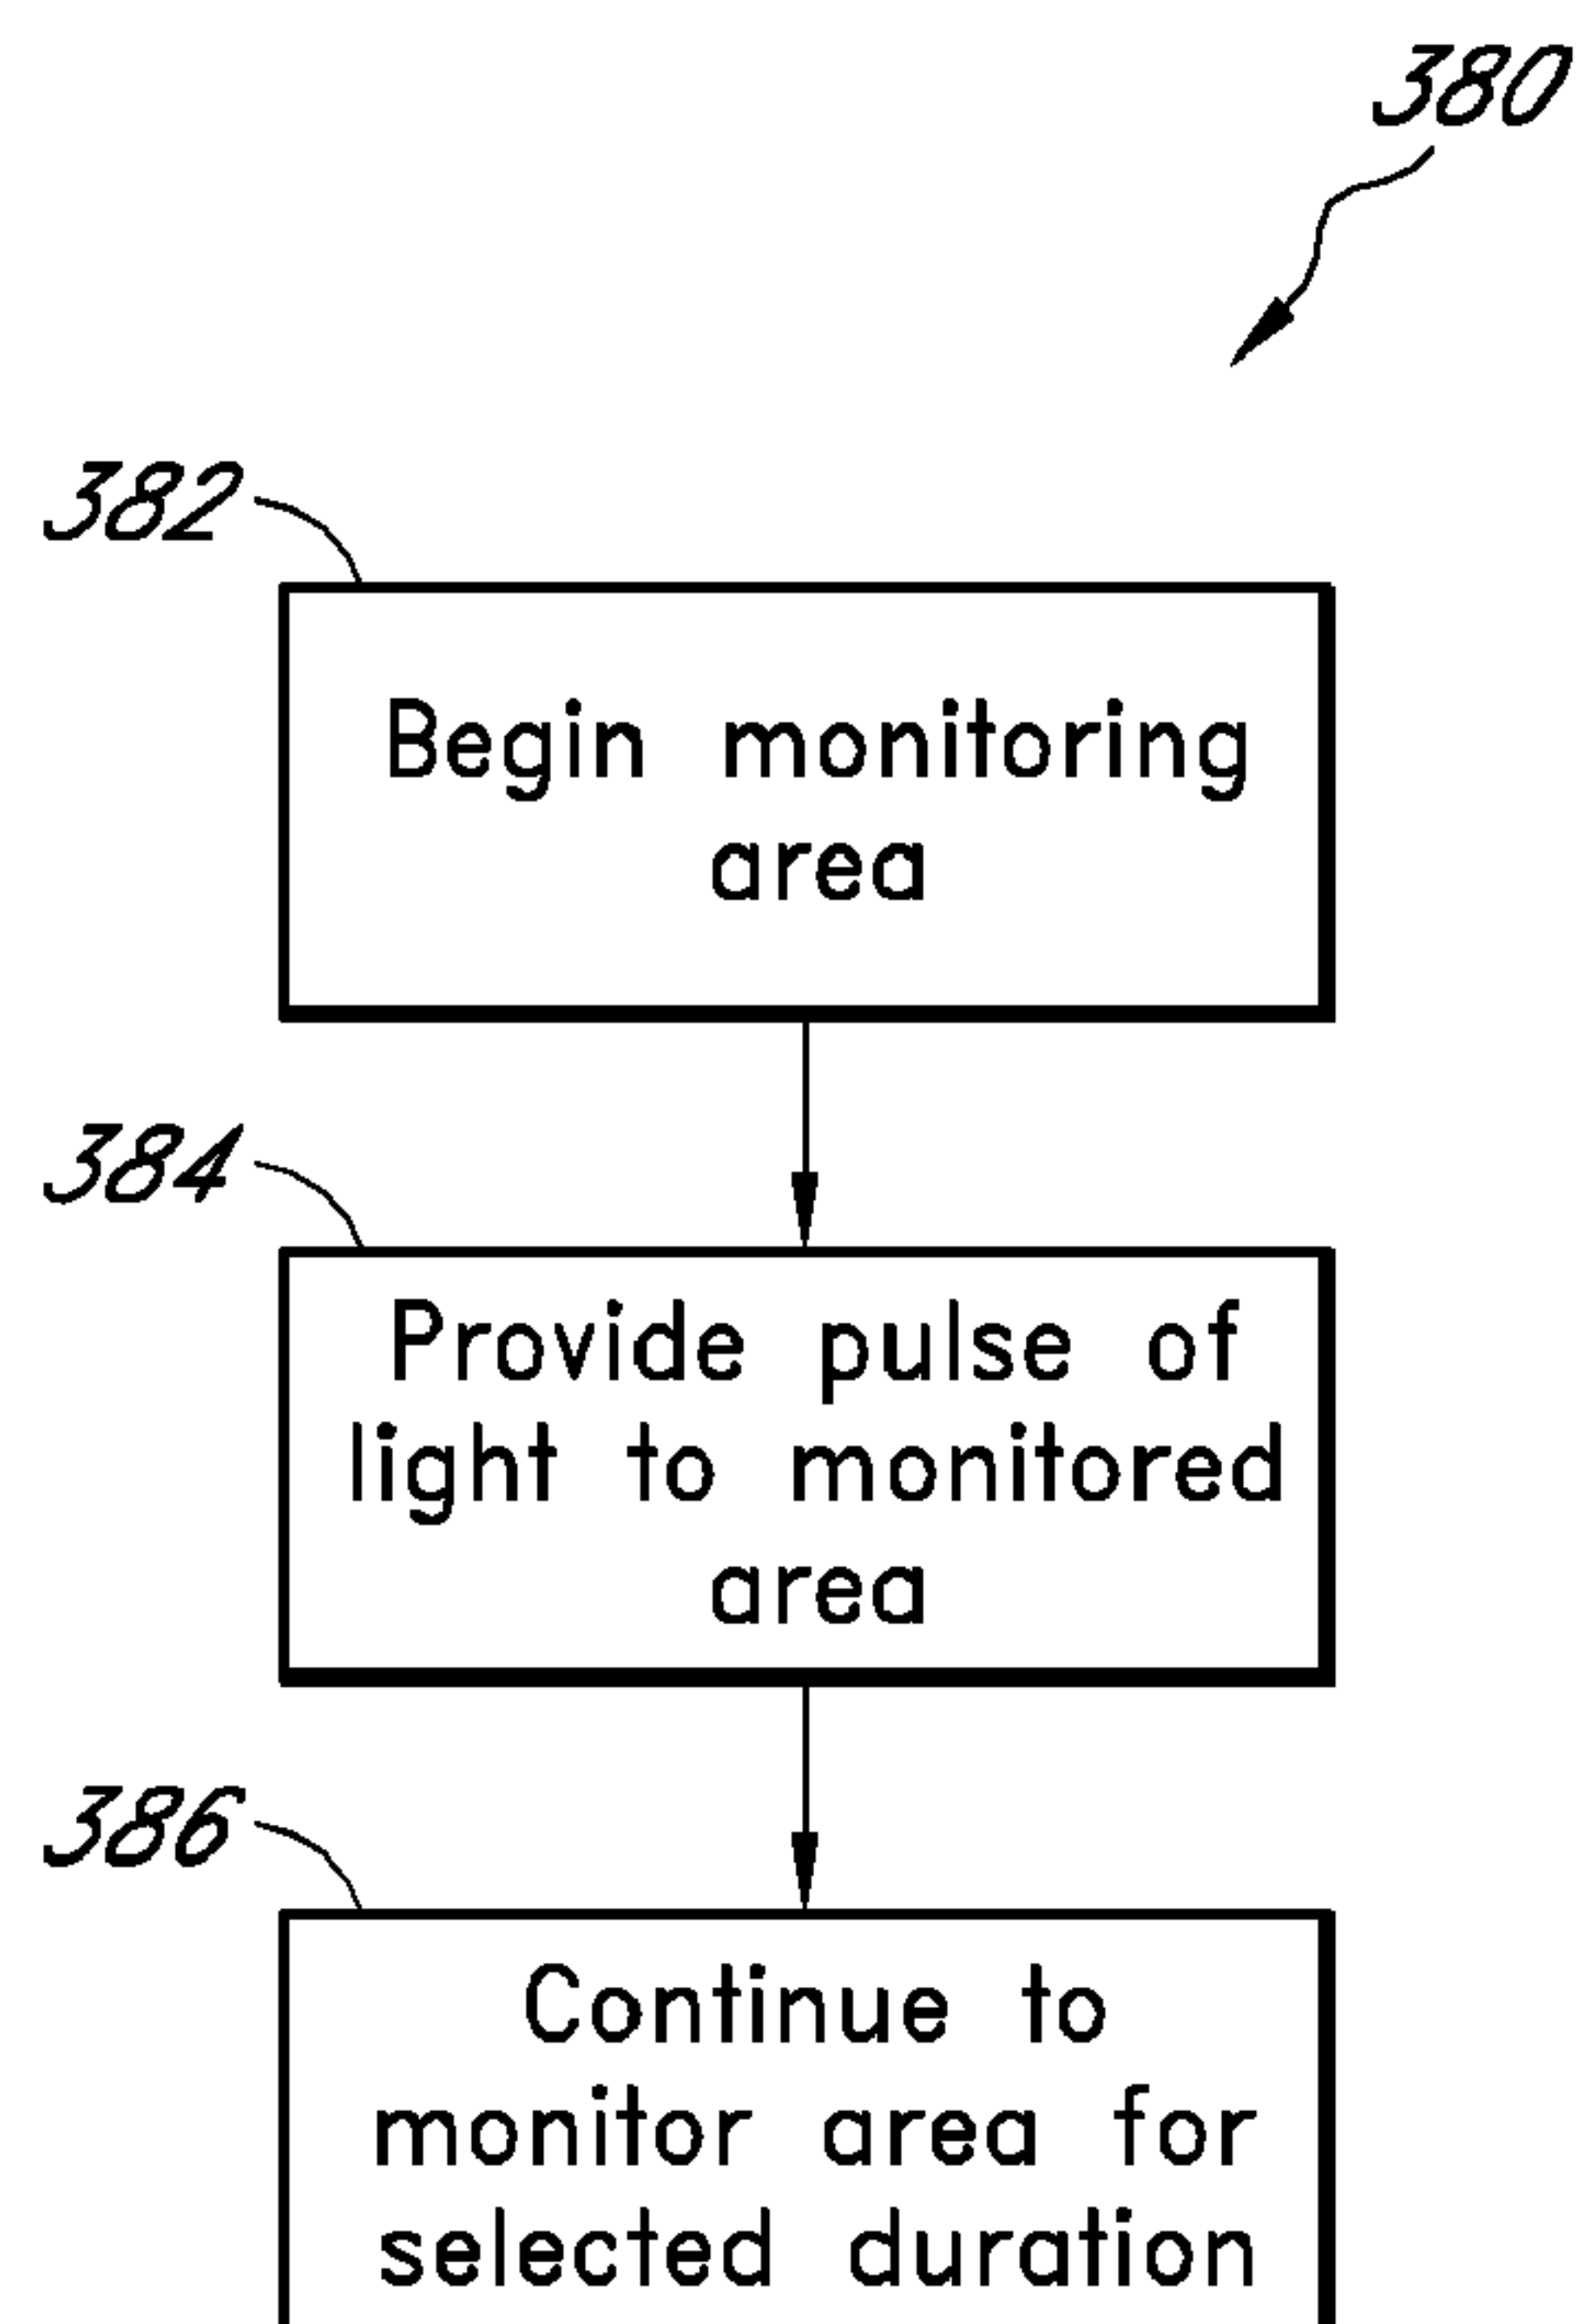 380
382
Begin monitoring
area
384
Provide pulse of
light to monitored
area
386
Continue to
monitor area for
selected duration